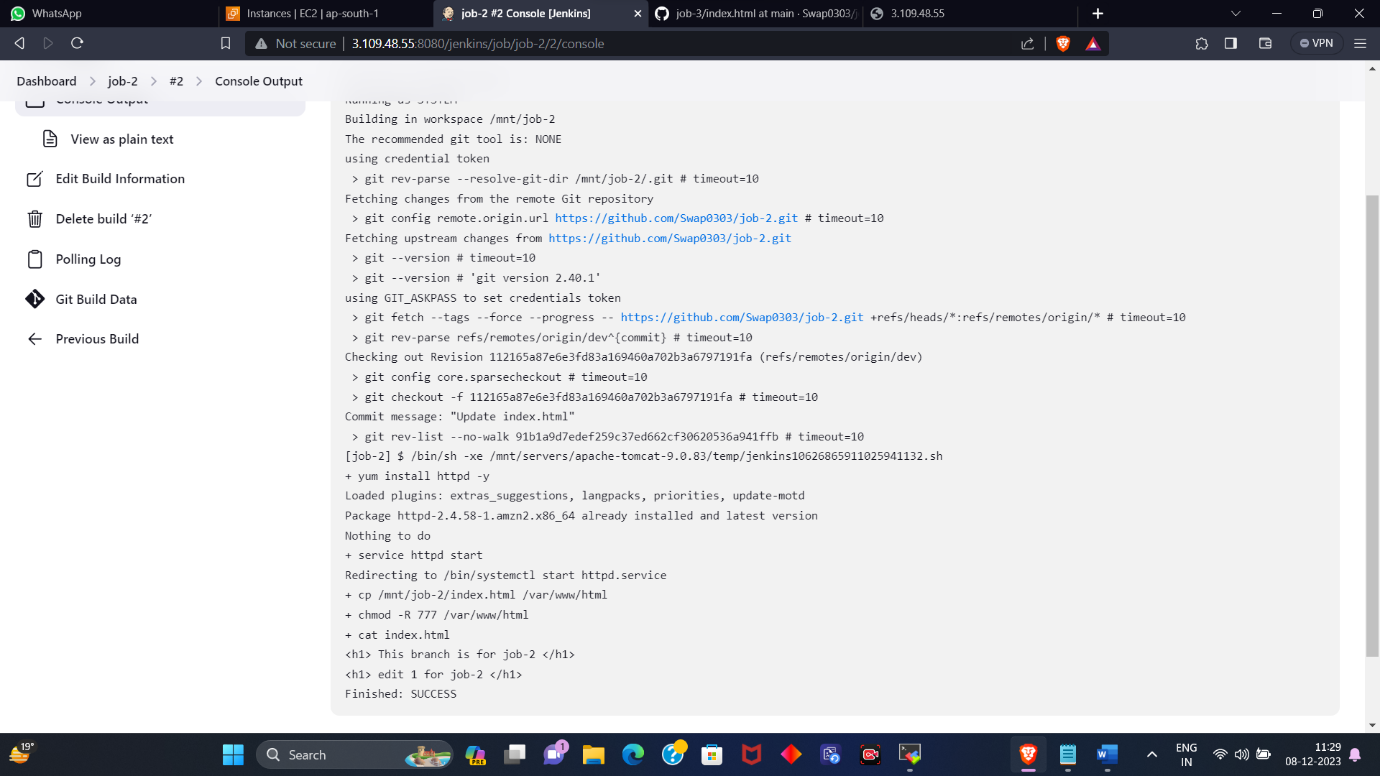 WhatsApp
Instances | EC2 | ap-south-1
job-2 #2 Console [Jenkins]
job-3/index.html at main · Swap0303/j
3.109.48.55
Not secure
3.109.48.55:8080/jenkins/job/job-2/2/console
VPN
Dashboard > job-2 > #2 > Console Output
Console Output
View as plain text
Edit Build Information
Delete build ‘#2’
Polling Log
Git Build Data
Previous Build
Running as SYSTEM
Building in workspace /mnt/job-2
The recommended git tool is: NONE
using credential token
> git rev-parse --resolve-git-dir /mnt/job-2/.git # timeout=10
Fetching changes from the remote Git repository
> git config remote.origin.url https://github.com/Swap0303/job-2.git # timeout=10
Fetching upstream changes from https://github.com/Swap0303/job-2.git
> git --version # timeout=10
> git --version # 'git version 2.40.1'
using GIT_ASKPASS to set credentials token
> git fetch --tags --force --progress -- https://github.com/Swap0303/job-2.git +refs/heads/*:refs/remotes/origin/* # timeout=10
> git rev-parse refs/remotes/origin/dev^{commit} # timeout=10
Checking out Revision 112165a87e6e3fd83a169460a702b3a6797191fa (refs/remotes/origin/dev)
> git config core.sparsecheckout # timeout=10
> git checkout -f 112165a87e6e3fd83a169460a702b3a6797191fa # timeout=10
Commit message: "Update index.html"
> git rev-list --no-walk 91b1a9d7edef259c37ed662cf30620536a941ffb # timeout=10
[job-2] $ /bin/sh -xe /mnt/servers/apache-tomcat-9.0.83/temp/jenkins10626865911025941132.sh
+ yum install httpd -y
Loaded plugins: extras_suggestions, langpacks, priorities, update-motd
Package httpd-2.4.58-1.amzn2.x86_64 already installed and latest version
Nothing to do
+ service httpd start
Redirecting to /bin/systemctl start httpd.service
+ cp /mnt/job-2/index.html /var/www/html
+ chmod -R 777 /var/www/html
+ cat index.html
<h1> This branch is for job-2 </h1>
<h1> edit 1 for job-2 </h1>
Finished: SUCCESS
19°
Search
PRE
1
ENG
IN
11:29
08-12-2023